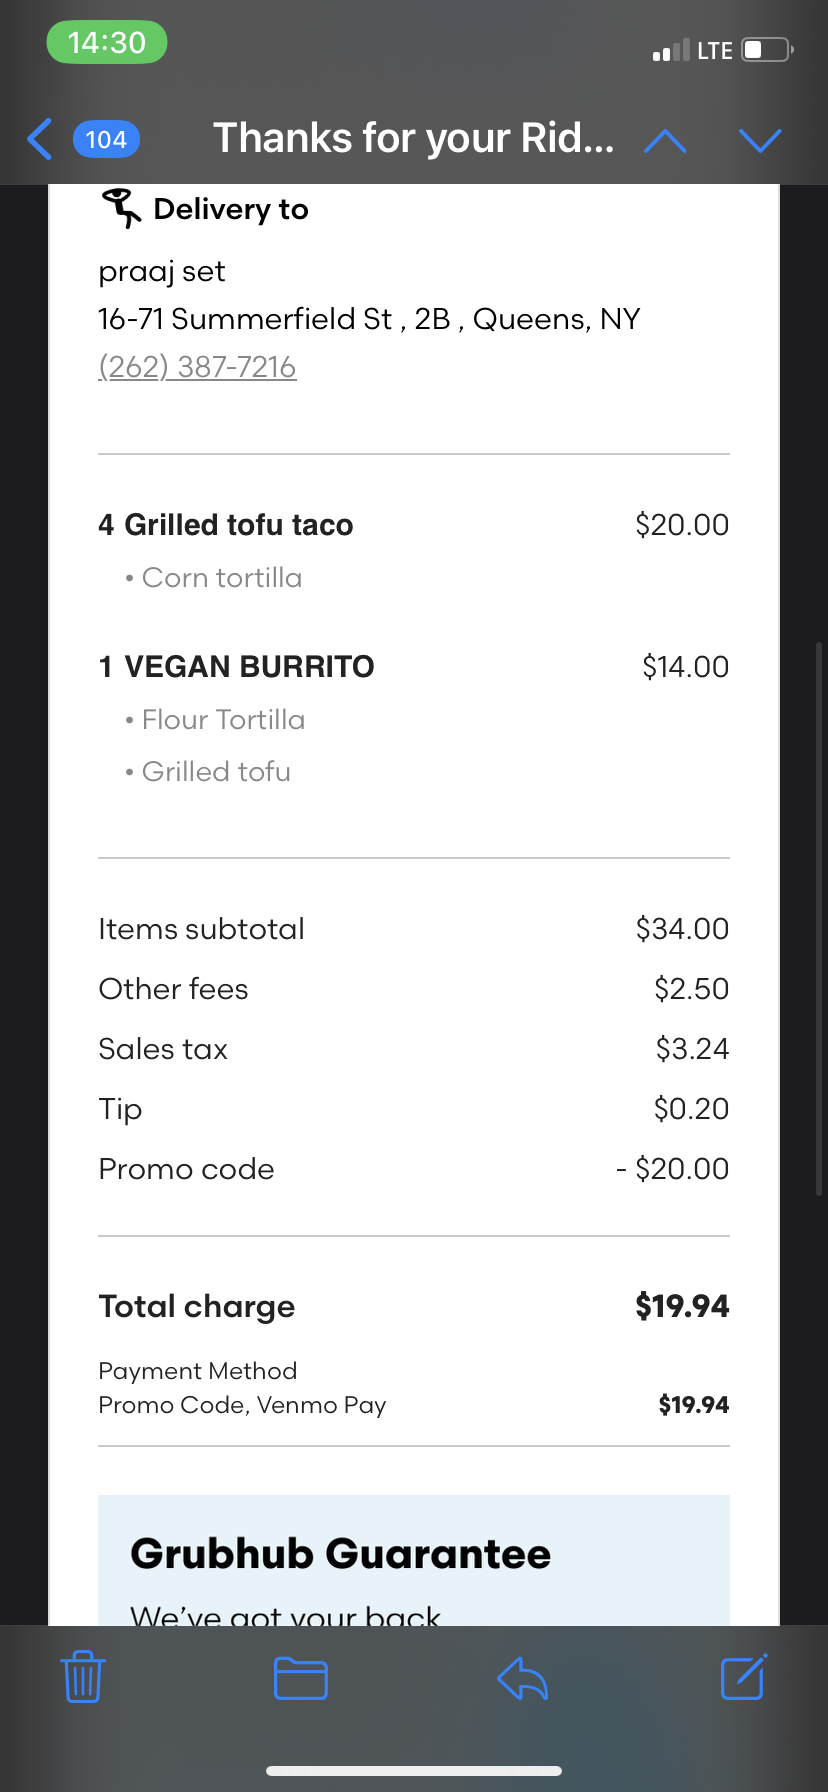 14:30
LTE
104
Thanks for your Rid...
Delivery to
praaj set
16-71 Summerfield St , 2B , Queens, NY
(262) 387-7216
4 Grilled tofu taco $20.00
• Corn tortilla
1 VEGAN BURRITO $14.00
• Flour Tortilla
• Grilled tofu
Items subtotal $34.00
Other fees $2.50
Sales tax $3.24
Tip $0.20
Promo code - $20.00
Total charge $19.94
Payment Method
Promo Code, Venmo Pay $19.94
Grubhub Guarantee
We've got your back